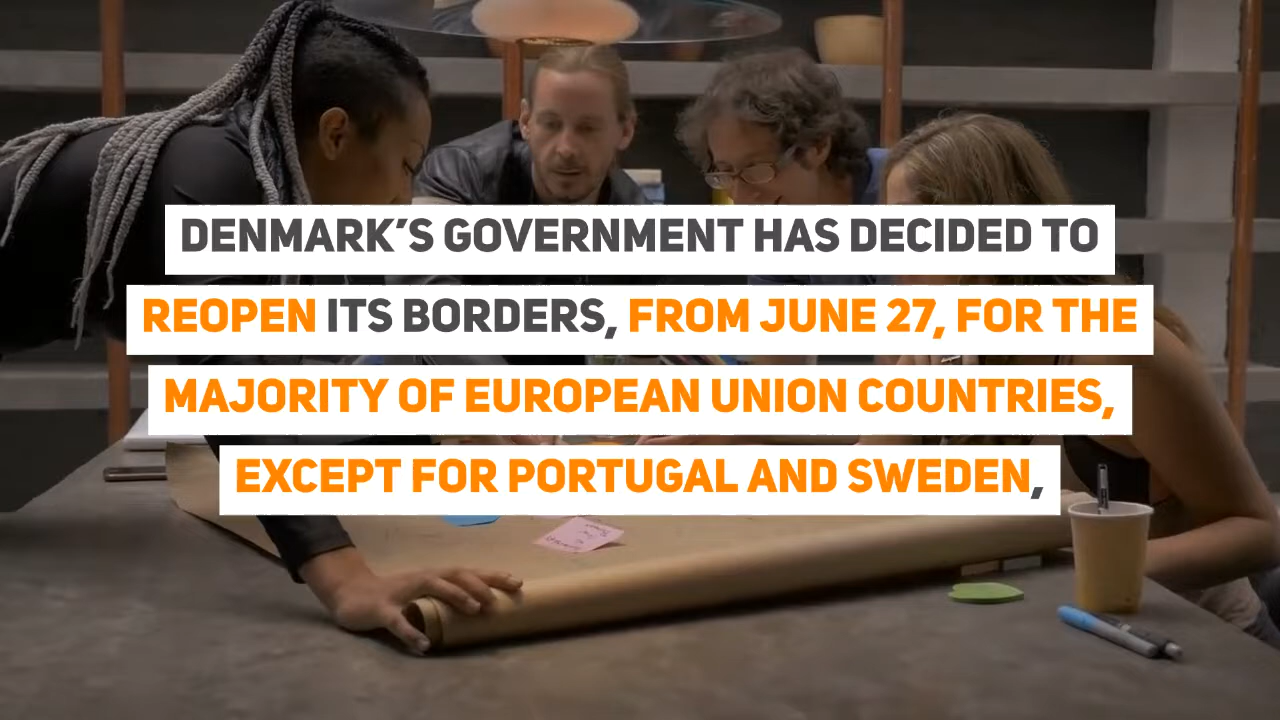 DENMARK’S GOVERNMENT HAS DECIDED TO
REOPEN ITS BORDERS, FROM JUNE 27, FOR THE
MAJORITY OF EUROPEAN UNION COUNTRIES,
EXCEPT FOR PORTUGAL AND SWEDEN,